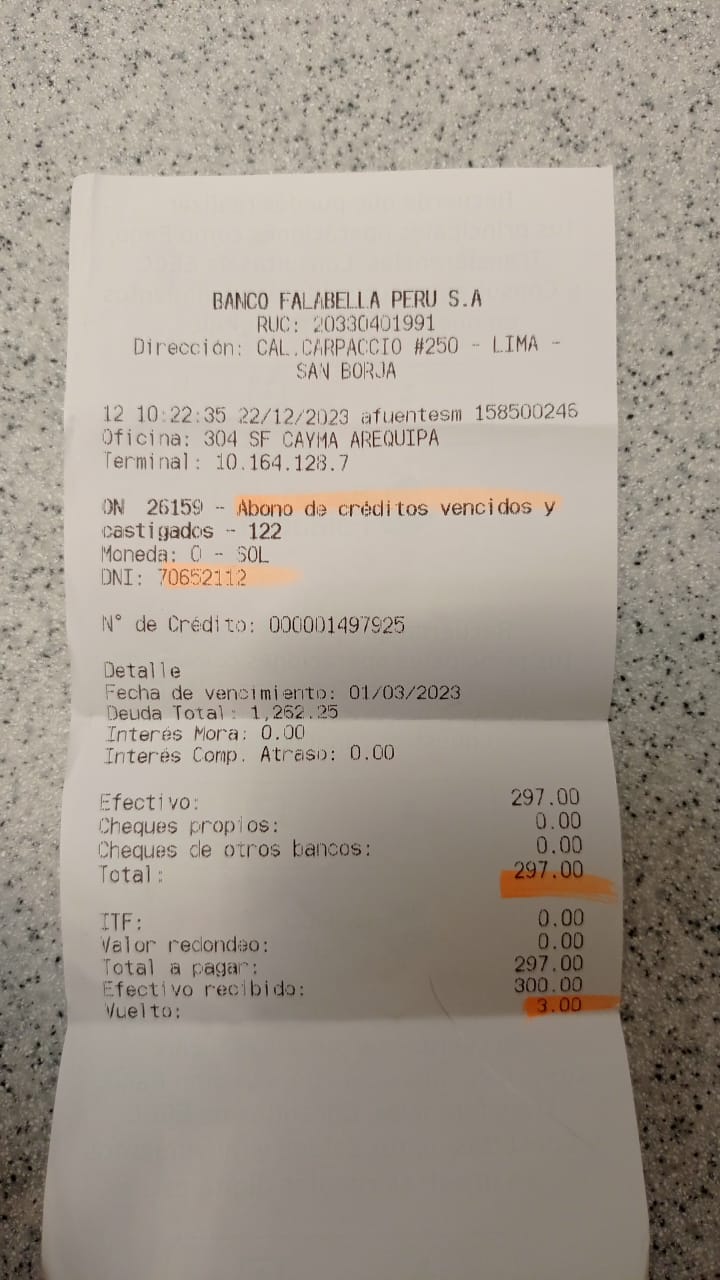 BANCO FALABELLA PERU S.A
RUC: 20330401991
Dirección: CAL.CARPACCIO #250 - LIMA -
SAN BORJA
12 10:22:35 22/12/2023 afuentesm 158500246
Oficina: 304 SF CAYMA AREQUIPA
Terminal: 10.164.128.7
ON 26159 - Abono de créditos vencidos y
castigados - 122
Moneda: 0 - SOL
DNI: 70652112
N° de Crédito: 000001497925
Detalle
Fecha de vencimiento: 01/03/2023
Deuda Total: 1,262.25
Interés Mora: 0.00
Interés Comp. Atraso: 0.00
Efectivo: 297.00
Cheques propios: 0.00
Cheques de otros bancos: 0.00
Total: 297.00
ITF: 0.00
Valor redondeo: 0.00
Total a pagar: 297.00
Efectivo recibido: 300.00
Vuelto: 3.00